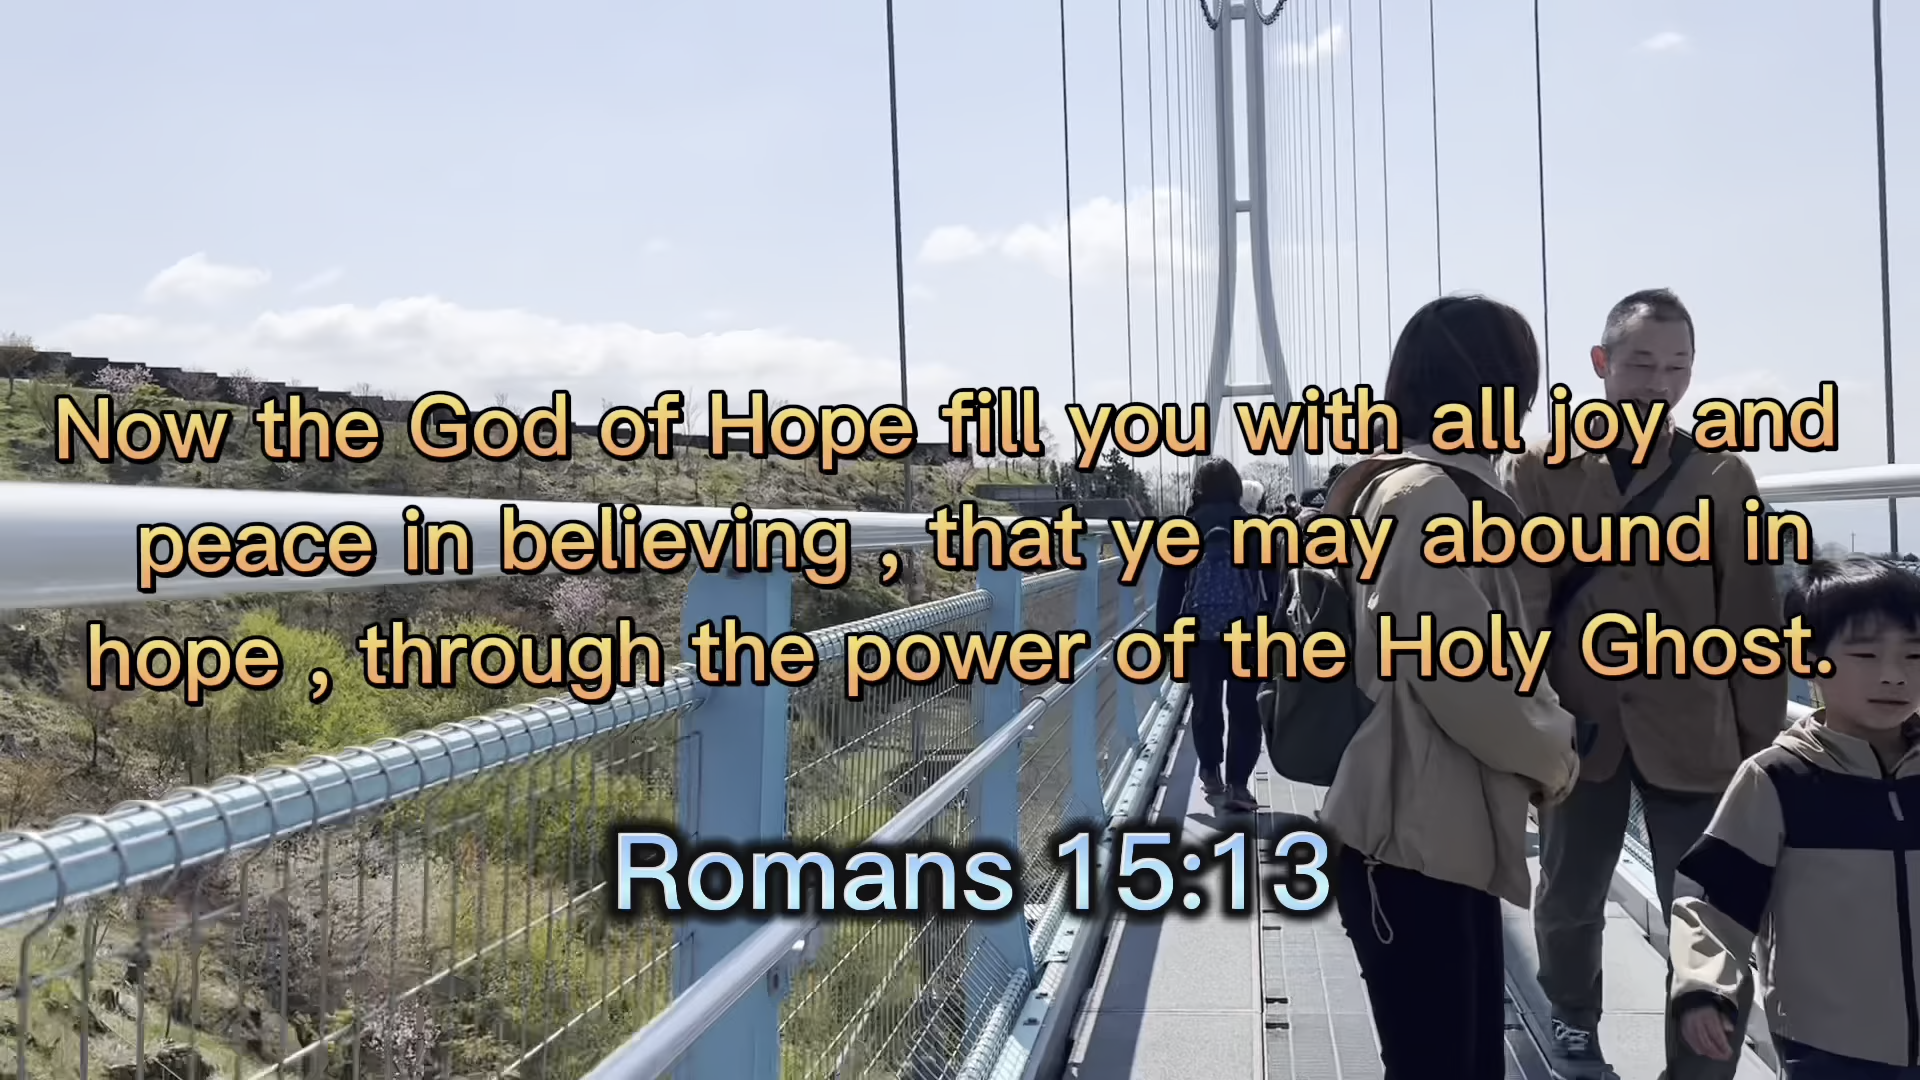 Now the God of Hope fill you with all joy and
peace in believing , that ye may abound in
hope , through the power of the Holy Ghost.
Romans 15:13